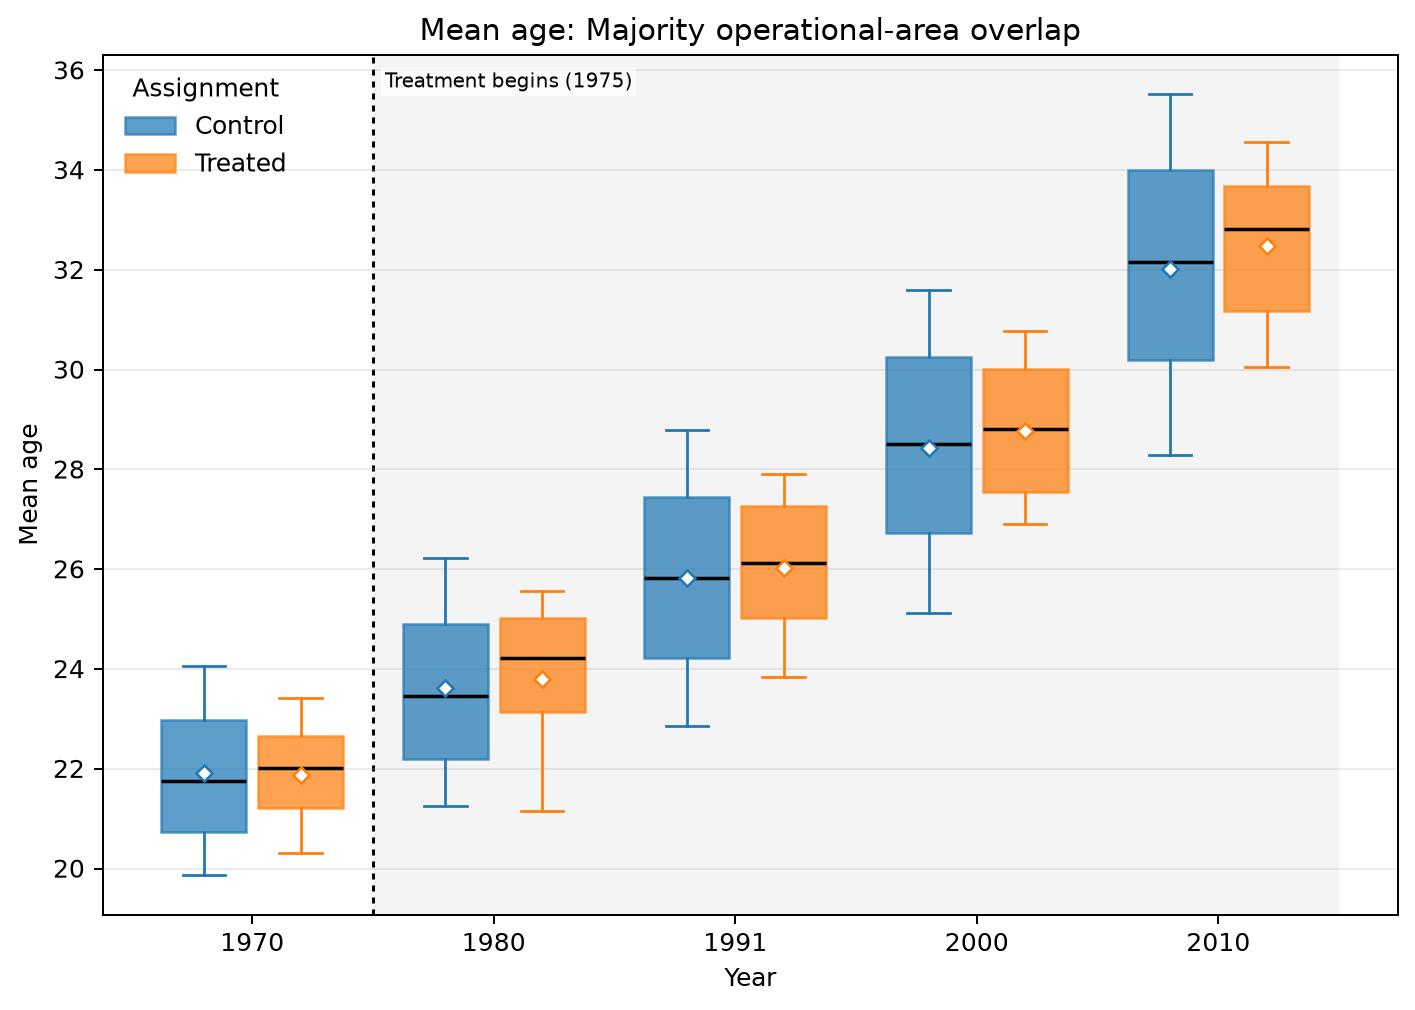 Mean age: Majority operational-area overlap
Assignment
Control
Treated
Treatment begins (1975)
Mean age
36
34
32
30
28
26
24
22
20
1970
1980
1991
2000
2010
Year